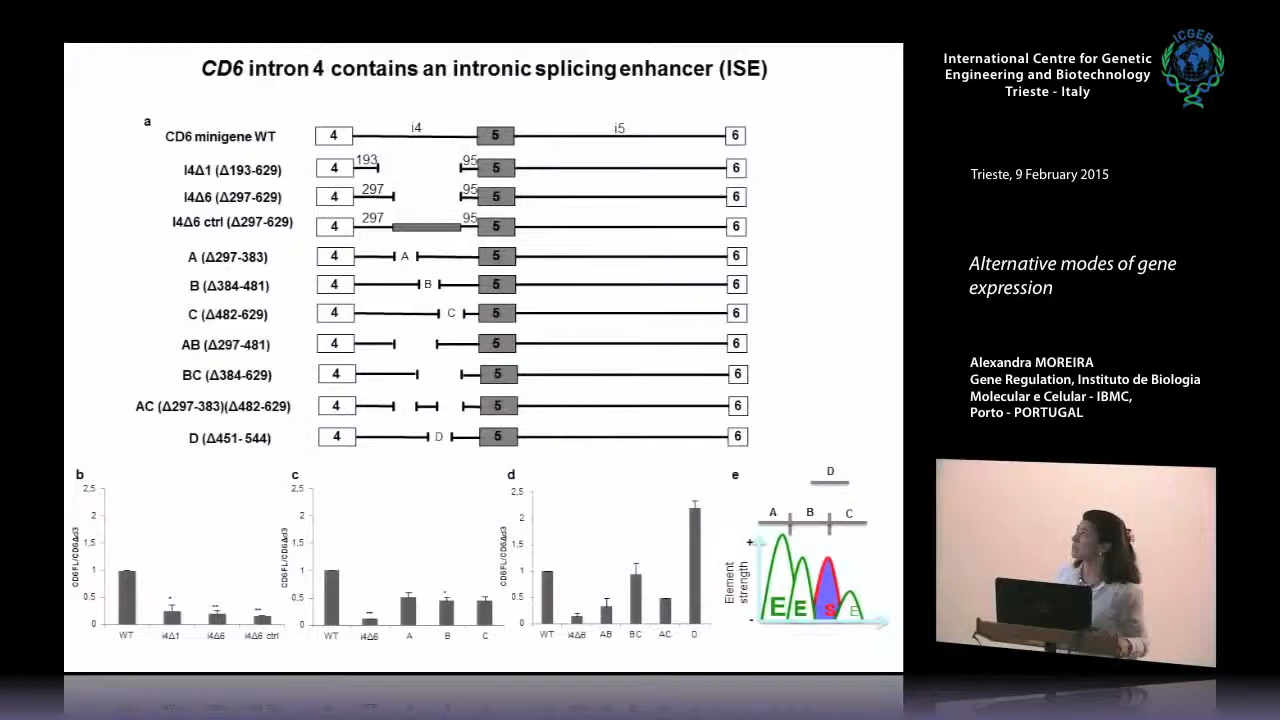 CD6 intron 4 contains an intronic splicing enhancer (ISE)
a
CD6 minigene WT 4 i4 5 i5 6
I4Δ1 (Δ193-629) 4 193 95 5 6
I4Δ6 (Δ297-629) 4 297 95 5 6
I4Δ6 ctrl (Δ297-629) 4 297 95 5 6
A (Δ297-383) 4 A 5 6
B (Δ384-481) 4 B 5 6
C (Δ482-629) 4 C 5 6
AB (Δ297-481) 4 5 6
BC (Δ384-629) 4 5 6
AC (Δ297-383)(Δ482-629) 4 5 6
D (Δ451- 544) 4 D 5 6
b
CD6FL/CD6Δd3
2,5
2
1,5
1
0,5
0
* ** **
WT I4Δ1 I4Δ6 I4Δ6 ctrl
c
CD6FL/CD6Δd3
2,5
2
1,5
1
0,5
0
** *
WT I4Δ6 A B C
d
CD6FL/CD6Δd3
2,5
2
1,5
1
0,5
0
WT I4Δ6 AB BC AC D
e
D
A B C
+
Element
strength
-
E E S E
International Centre for Genetic
Engineering and Biotechnology
Trieste - Italy
ICGEB
Trieste, 9 February 2015
Alternative modes of gene
expression
Alexandra MOREIRA
Gene Regulation, Instituto de Biologia
Molecular e Celular - IBMC,
Porto - PORTUGAL